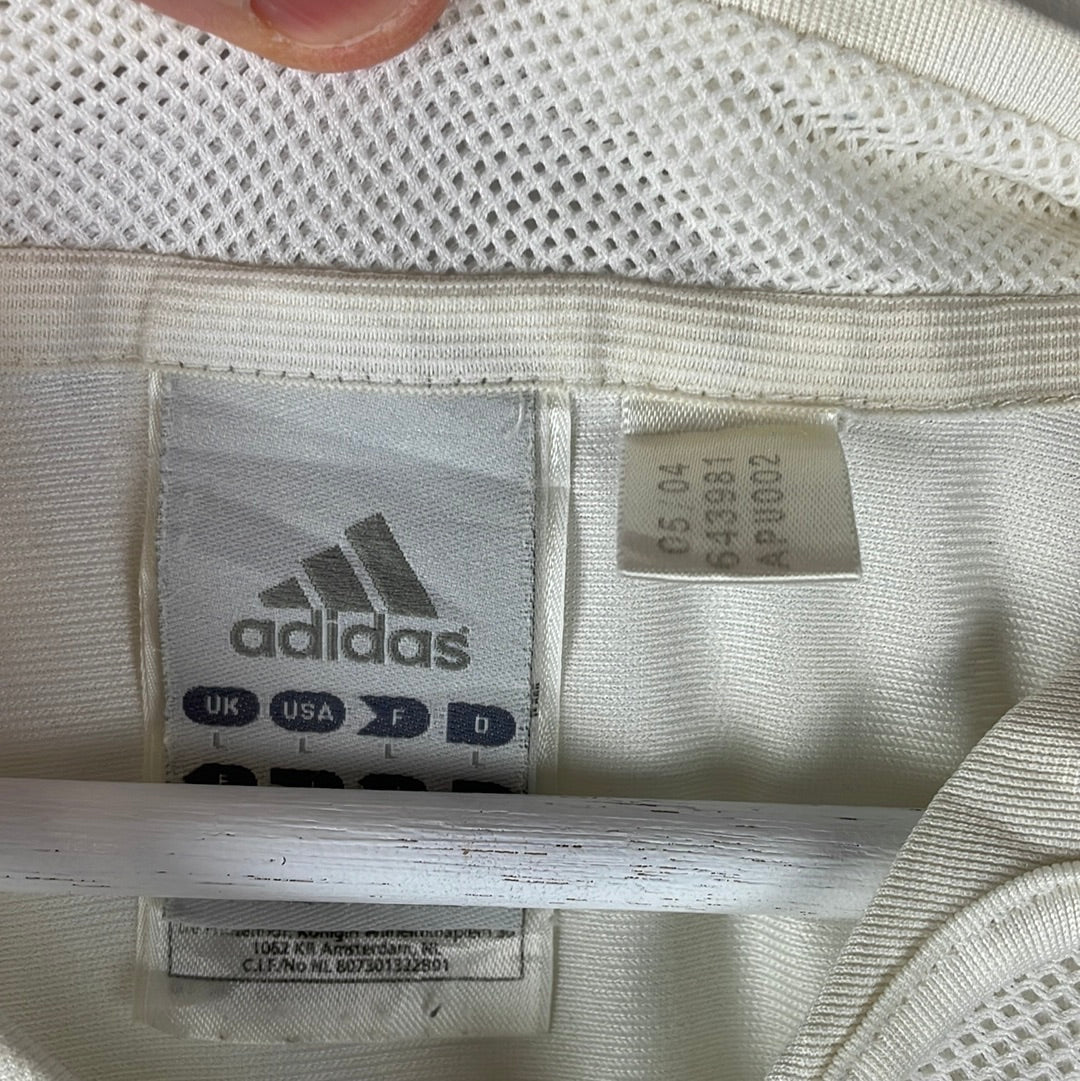 adidas
UK USA F D
L L L L
05/04
643981
APU002
1062 KR Amsterdam, NL
C.I.F/No NL 807301322B01